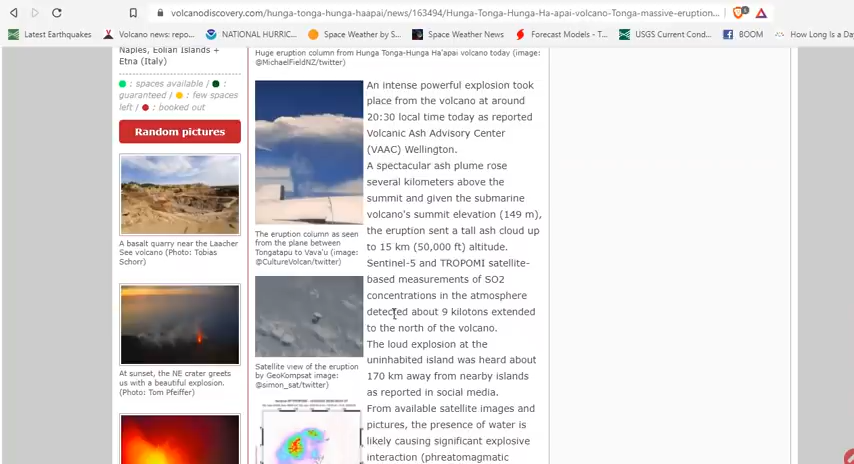 volcanodiscovery.com/hunga-tonga-hunga-haapai/news/163494/Hunga-Tonga-Hunga-Ha-apai-volcano-Tonga-massive-eruption...
Latest Earthquakes
Volcano news: repo...
NATIONAL HURRIC...
Space Weather by S...
Space Weather News
Forecast Models - T...
USGS Current Cond...
BOOM
How Long is a Day
Naples, Eolian Islands +
Etna (Italy)
: spaces available /
guaranteed / : few spaces
left / : booked out
Random pictures
A basalt quarry near the Laacher
See volcano (Photo: Tobias
Schorr)
At sunset, the NE crater greets
us with a beautiful explosion.
(Photo: Tom Pfeiffer)
Huge eruption column from Hunga Tonga-Hunga Ha'apai volcano today (image:
@MichaelFieldNZ/twitter)
The eruption column as seen
from the plane between
Tongatapu to Vava'u (image:
@CultureVolcan/twitter)
Satellite view of the eruption
by GeoKompsat image:
@simon_sat/twitter)
An intense powerful explosion took
place from the volcano at around
20:30 local time today as reported
Volcanic Ash Advisory Center
(VAAC) Wellington.
A spectacular ash plume rose
several kilometers above the
summit and given the submarine
volcano's summit elevation (149 m),
the eruption sent a tall ash cloud up
to 15 km (50,000 ft) altitude.
Sentinel-5 and TROPOMI satellite-
based measurements of SO2
concentrations in the atmosphere
detected about 9 kilotons extended
to the north of the volcano.
The loud explosion at the
uninhabited island was heard about
170 km away from nearby islands
as reported in social media.
From available satellite images and
pictures, the presence of water is
likely causing significant explosive
interaction (phreatomagmatic